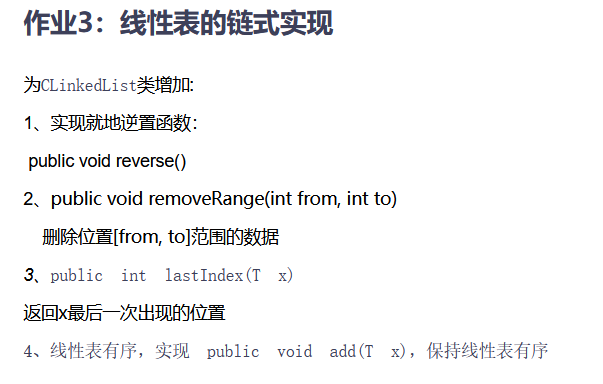 作业3：线性表的链式实现
为CLinkedList类增加:
1、实现就地逆置函数：
public void reverse()
2、public void removeRange(int from, int to)
删除位置[from, to]范围的数据
3、public int lastIndex(T x)
返回x最后一次出现的位置
4、线性表有序，实现 public void add(T x)，保持线性表有序